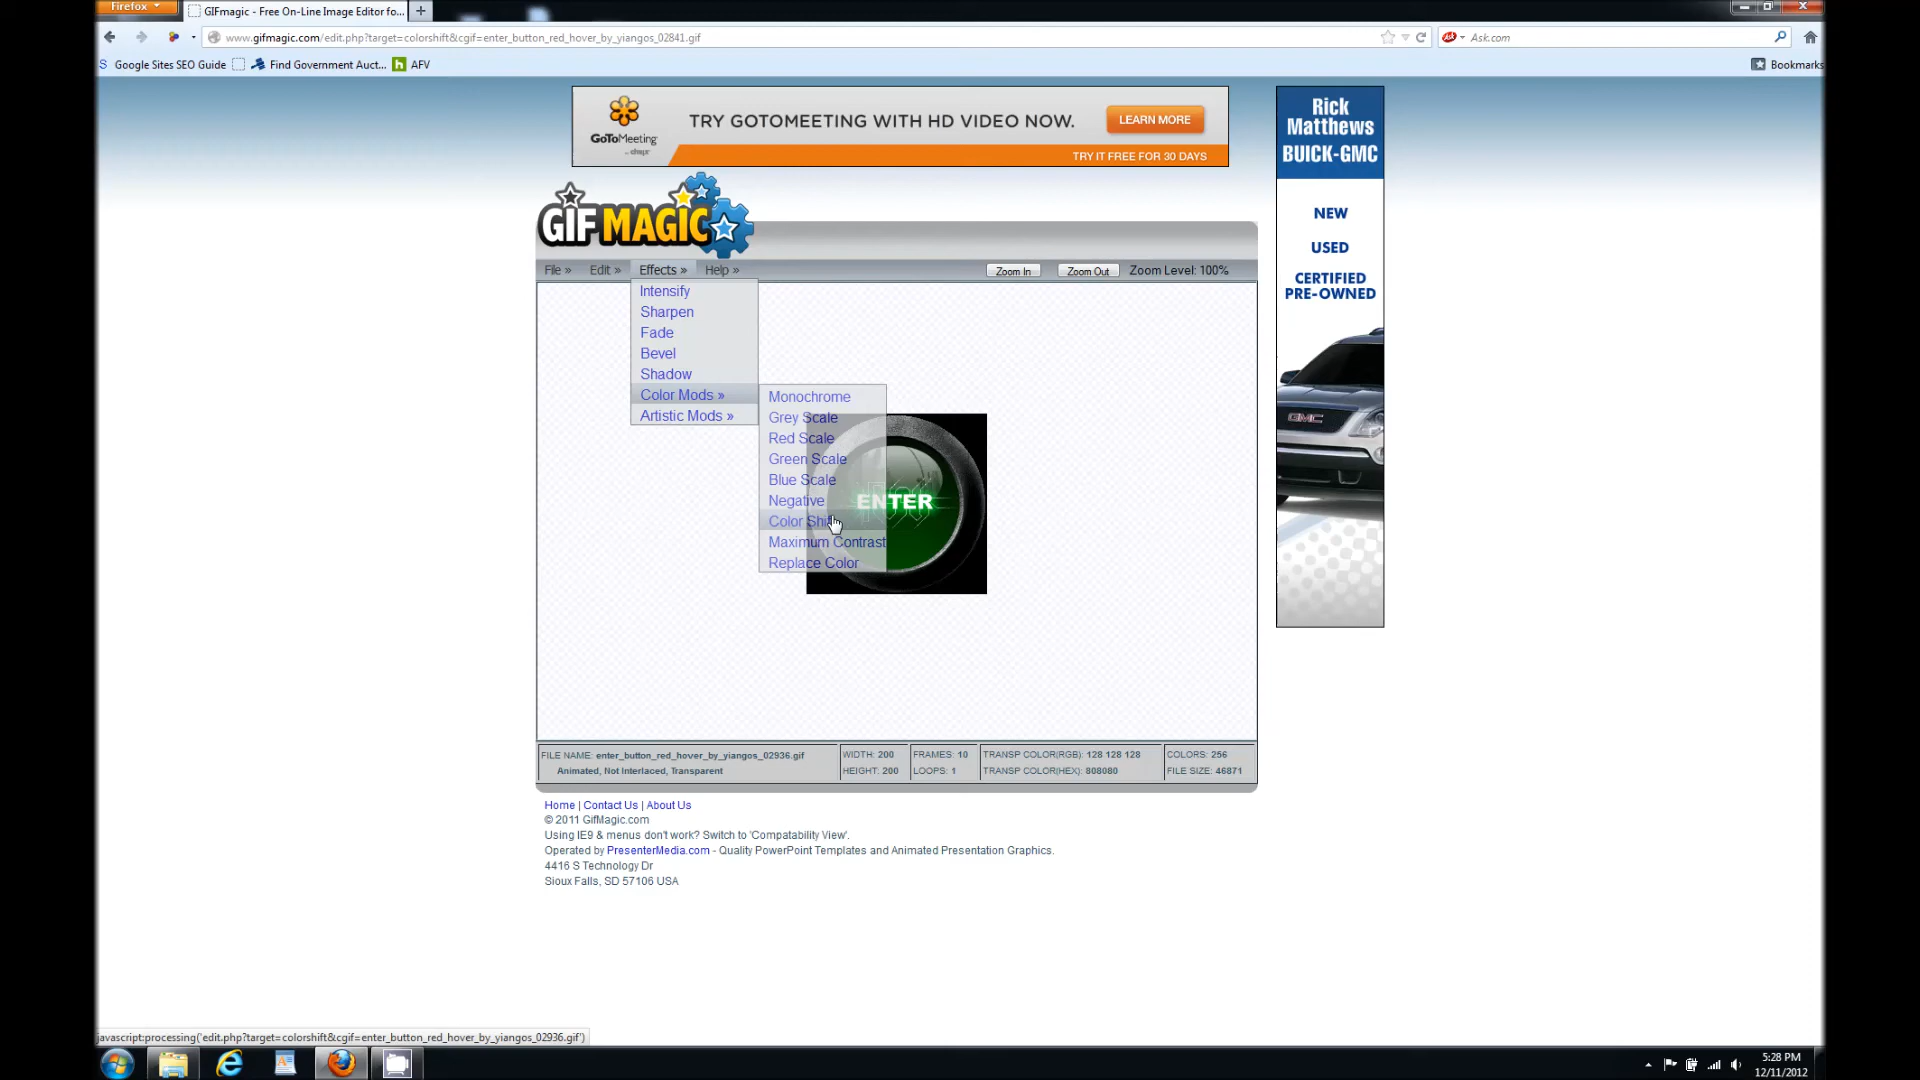 Firefox
GIFmagic - Free On-Line Image Editor fo...
www.gifmagic.com/edit.php?target=colorshift&cgif=enter_button_red_hover_by_yiangos_02841.gif
Ask.com
Google Sites SEO Guide
Find Government Auct...
h AFV
Bookmarks
GoToMeeting
by CITRIX
TRY GOTOMEETING WITH HD VIDEO NOW.
LEARN MORE
TRY IT FREE FOR 30 DAYS
Rick
Matthews
BUICK-GMC
NEW
USED
CERTIFIED
PRE-OWNED
GMC
GIF MAGIC
File »
Edit »
Effects »
Help »
Zoom In
Zoom Out
Zoom Level: 100%
Intensify
Sharpen
Fade
Bevel
Shadow
Color Mods »
Artistic Mods »
Monochrome
Grey Scale
Red Scale
Green Scale
Blue Scale
Negative
Color Shift
Maximum Contrast
Replace Color
ENTER
FILE NAME: enter_button_red_hover_by_yiangos_02936.gif
Animated, Not Interlaced, Transparent
WIDTH: 200
HEIGHT: 200
FRAMES: 10
LOOPS: 1
TRANSP COLOR(RGB): 128 128 128
TRANSP COLOR(HEX): 808080
COLORS: 256
FILE SIZE: 46871
Home | Contact Us | About Us
© 2011 GifMagic.com
Using IE9 & menus don't work? Switch to 'Compatability View'.
Operated by PresenterMedia.com - Quality PowerPoint Templates and Animated Presentation Graphics.
4416 S Technology Dr
Sioux Falls, SD 57106 USA
javascript:processing('edit.php?target=colorshift&cgif=enter_button_red_hover_by_yiangos_02936.gif')
5:28 PM
12/11/2012